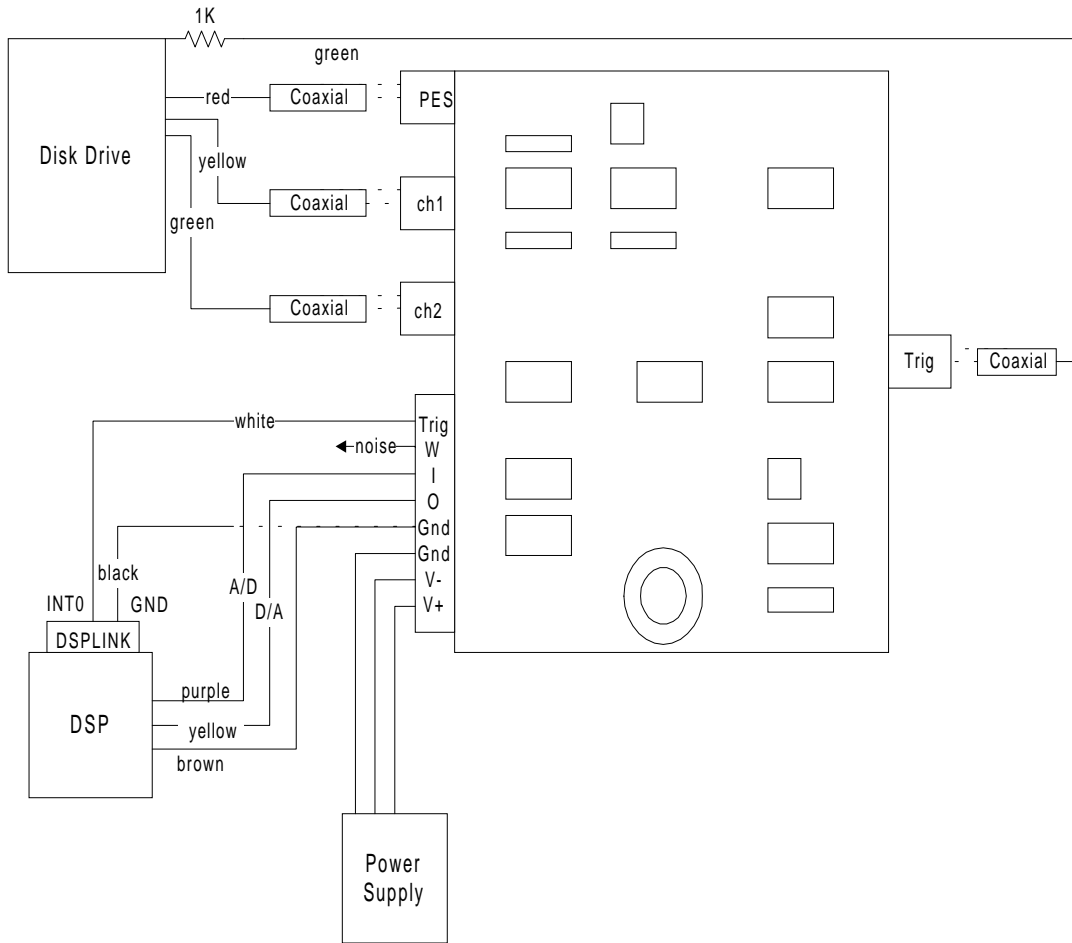 1K
green
red
Coaxial
PES
Disk Drive
yellow
Coaxial
ch1
green
Coaxial
ch2
Trig
Coaxial
white
Trig
noise
W
I
O
Gnd
Gnd
V-
V+
black
A/D
D/A
INT0
GND
DSPLINK
purple
DSP
yellow
brown
Power
Supply